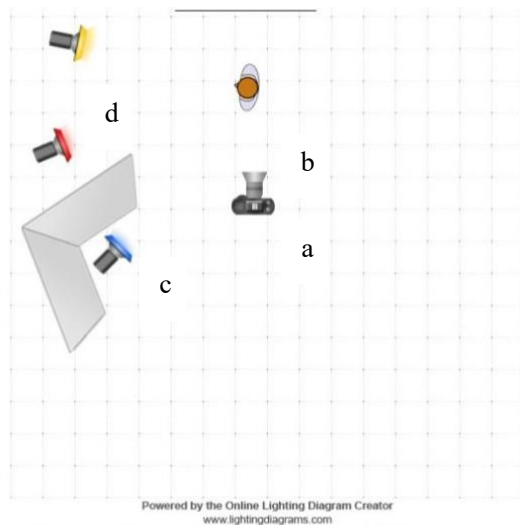 d
b
a
c
Powered by the Online Lighting Diagram Creator
www.lightingdiagrams.com